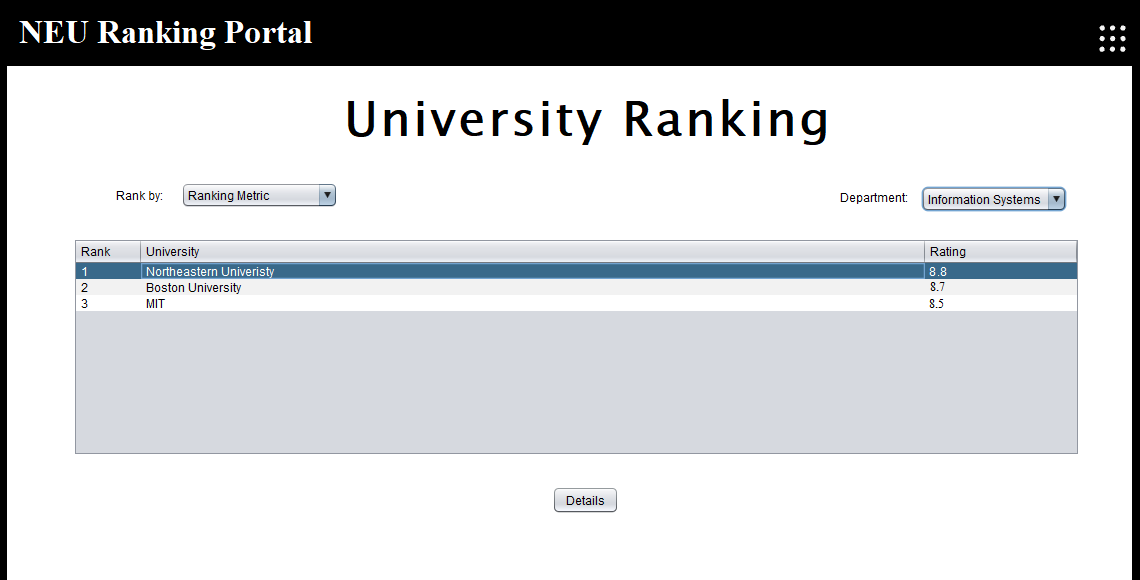 NEU Ranking Portal
University Ranking
Rank by: Ranking Metric Department: Information Systems
Rank University Rating
1 Northeastern Univeristy 8.8
2 Boston University 8.7
3 MIT 8.5
Details